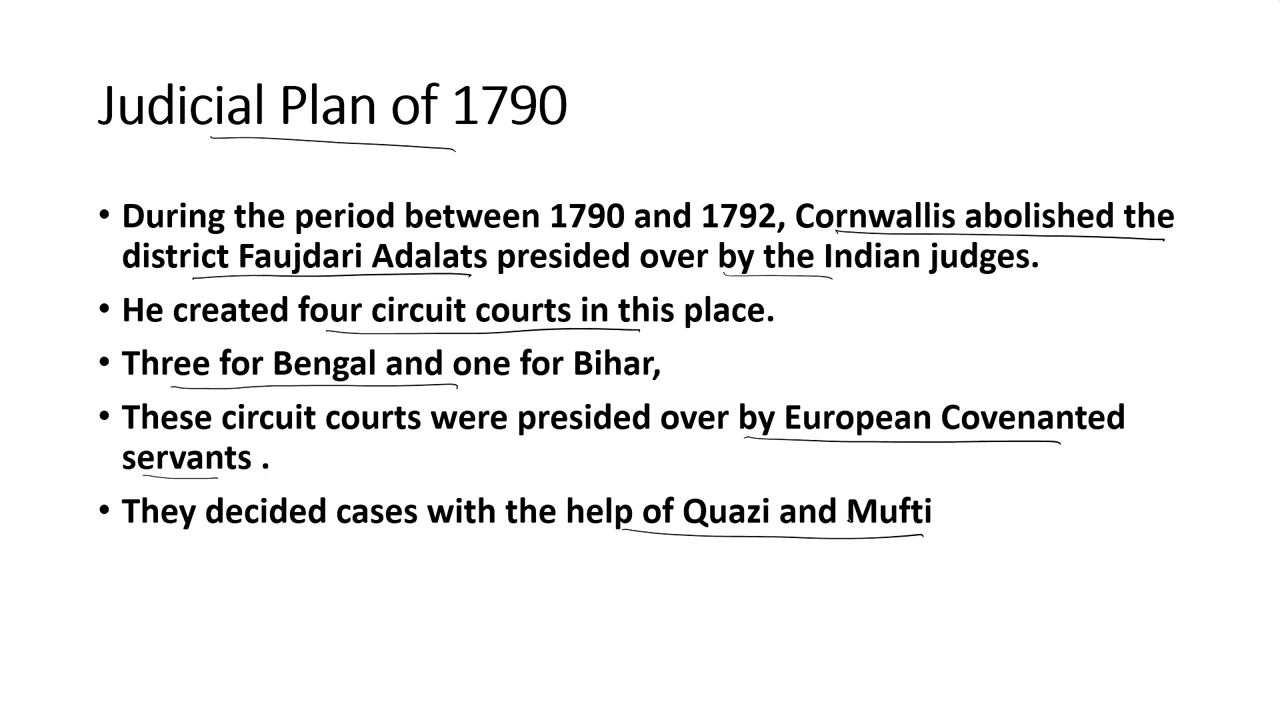 Judicial Plan of 1790
• During the period between 1790 and 1792, Cornwallis abolished the
district Faujdari Adalats presided over by the Indian judges.
• He created four circuit courts in this place.
• Three for Bengal and one for Bihar,
• These circuit courts were presided over by European Covenanted
servants .
• They decided cases with the help of Quazi and Mufti